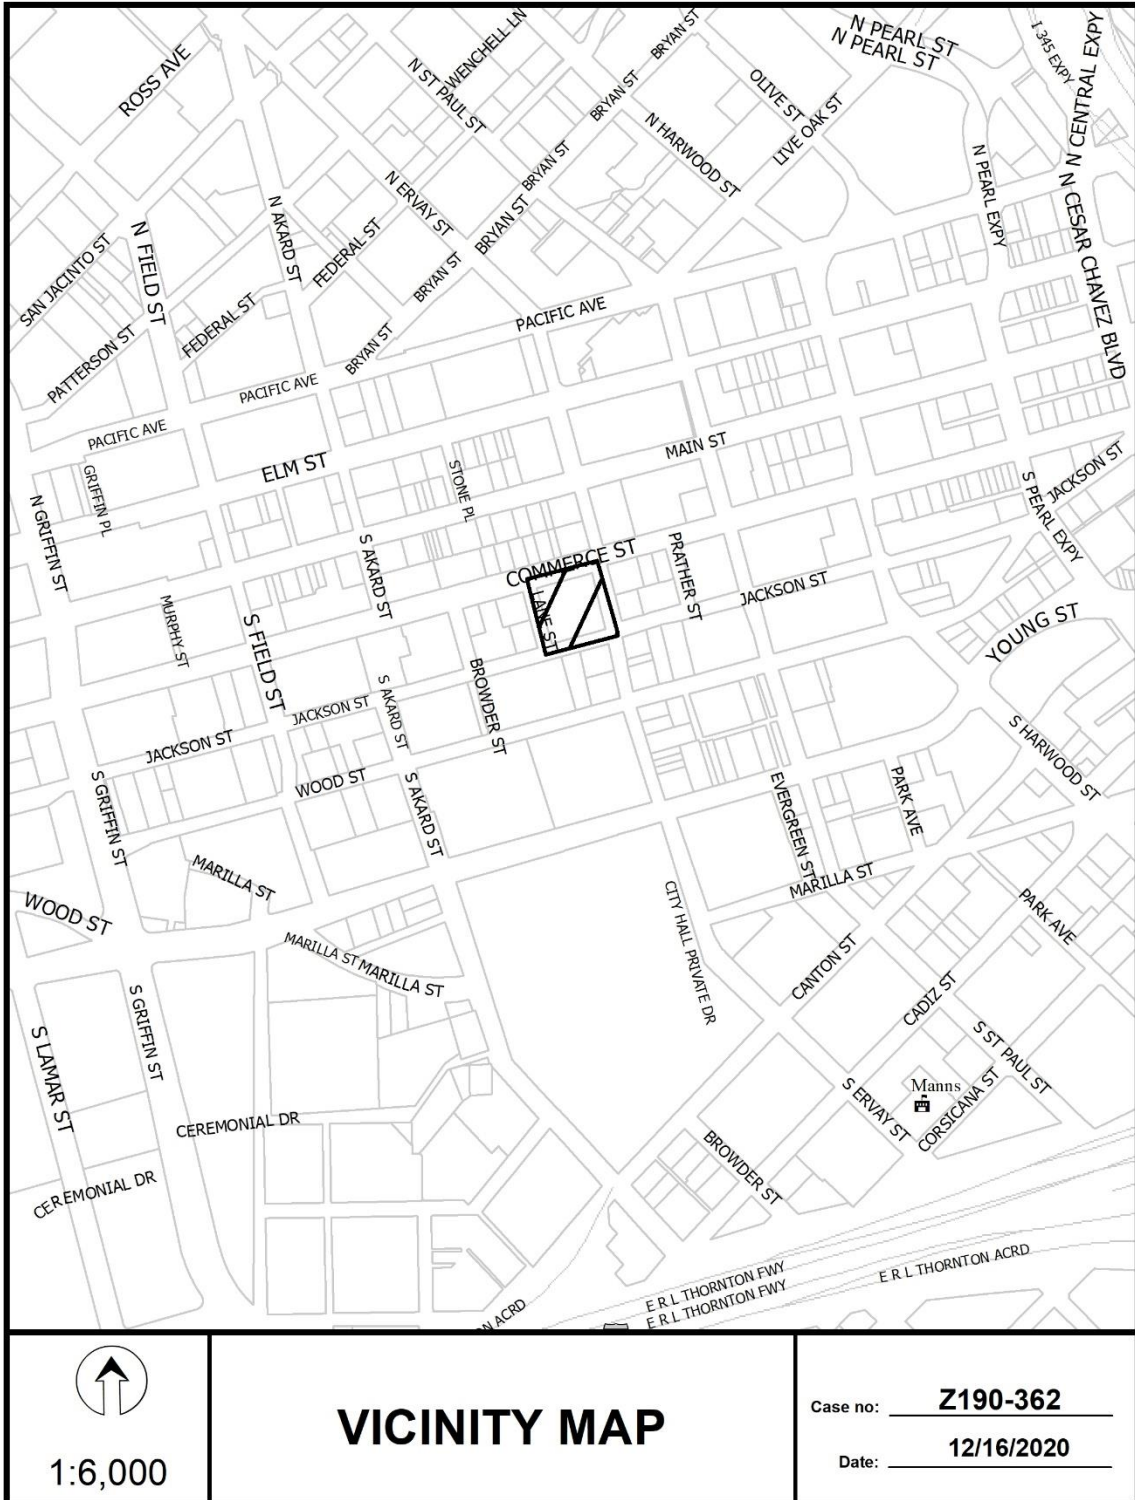 N PEARL ST
N PEARL ST
I 345 EXPY
N CENTRAL EXPY
WENCHELL LN
BRYAN ST
ROSS AVE
N ST PAUL ST
BRYAN ST
OLIVE ST
LIVE OAK ST
N HARWOOD ST
BRYAN ST
N PEARL EXPY
N CESAR CHAVEZ BLVD
N ERVAY ST
N AKARD ST
BRYAN ST
FEDERAL ST
N FIELD ST
SAN JACINTO ST
BRYAN ST
FEDERAL ST
PATTERSON ST
PACIFIC AVE
BRYAN ST
PACIFIC AVE
PACIFIC AVE
MAIN ST
ELM ST
GRIFFIN PL
STONE PL
JACKSON ST
S PEARL EXPY
N GRIFFIN ST
S AKARD ST
COMMERCE ST
PRATHER ST
LANE ST
JACKSON ST
MURPHY ST
S FIELD ST
YOUNG ST
BROWDER ST
S AKARD ST
JACKSON ST
JACKSON ST
S HARWOOD ST
WOOD ST
S GRIFFIN ST
S AKARD ST
EVERGREEN ST
PARK AVE
MARILLA ST
MARILLA ST
WOOD ST
CITY HALL PRIVATE DR
PARK AVE
MARILLA ST
MARILLA ST
CANTON ST
CADIZ ST
S GRIFFIN ST
S LAMAR ST
S ST PAUL ST
Manns
S ERVAY ST
CORSICANA ST
CEREMONIAL DR
BROWDER ST
CEREMONIAL DR
E R L THORNTON FWY
E R L THORNTON ACRD
E R L THORNTON FWY
ON ACRD
1:6,000
VICINITY MAP
Case no: Z190-362
Date: 12/16/2020